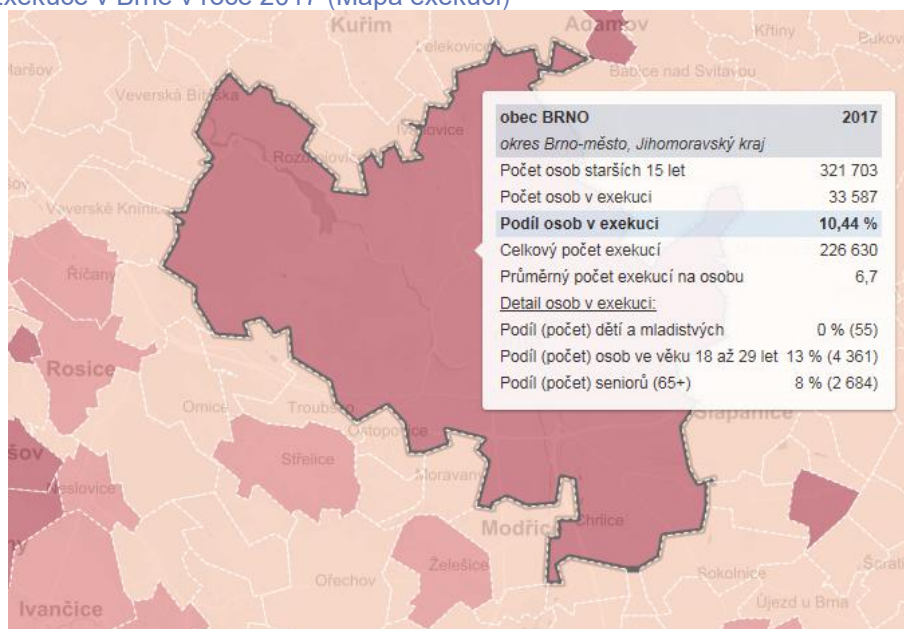 Exekuce v Brně v roce 2017 (Mapa exekucí)
Kuřim
Adamov
Křtiny
Lelekovice
Babice nad Svitavou
Veverská Bítýška
Ivanovice
Rozdrojovice
Veverské Knínice
Říčany
Rosice
Omice
Troubsko
Ostopovice
Střelice
Moravany
Neslovice
Modřice
Chrlice
Šlapanice
Želešice
Ořechov
Sokolnice
Ivančice
Újezd u Brna
obec BRNO 2017
okres Brno-město, Jihomoravský kraj
Počet osob starších 15 let 321 703
Počet osob v exekuci 33 587
Podíl osob v exekuci 10,44 %
Celkový počet exekucí 226 630
Průměrný počet exekucí na osobu 6,7
Detail osob v exekuci:
Podíl (počet) dětí a mladistvých 0 % (55)
Podíl (počet) osob ve věku 18 až 29 let 13 % (4 361)
Podíl (počet) seniorů (65+) 8 % (2 684)